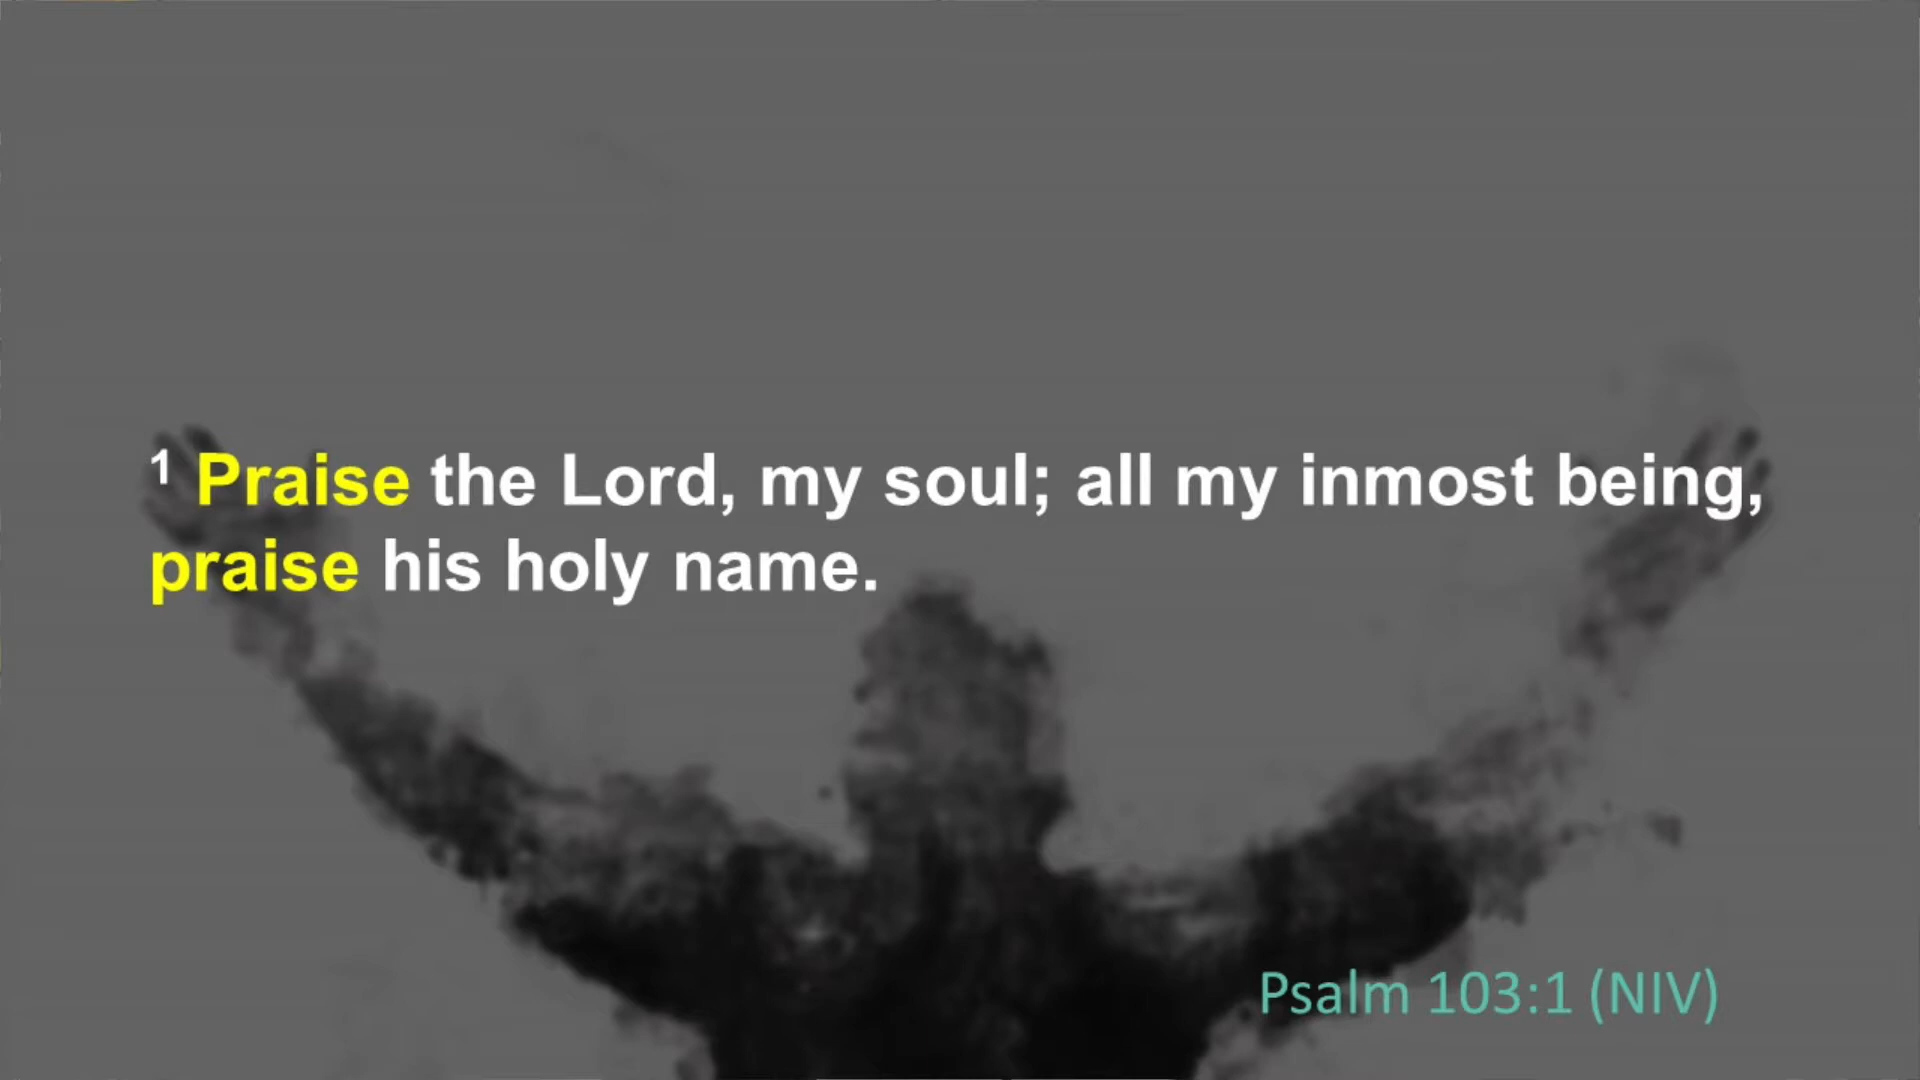 ¹ Praise the Lord, my soul; all my inmost being,
praise his holy name.
Psalm 103:1 (NIV)